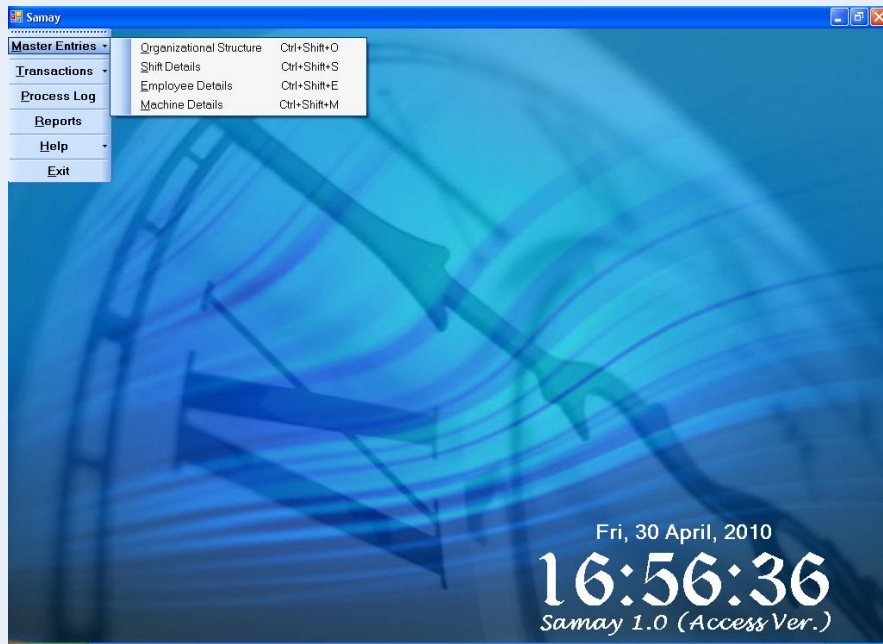 Samay
Master Entries
Transactions
Process Log
Reports
Help
Exit
Organizational Structure Ctrl+Shift+O
Shift Details Ctrl+Shift+S
Employee Details Ctrl+Shift+E
Machine Details Ctrl+Shift+M
Fri, 30 April, 2010
16:56:36
Samay 1.0 (Access Ver.)